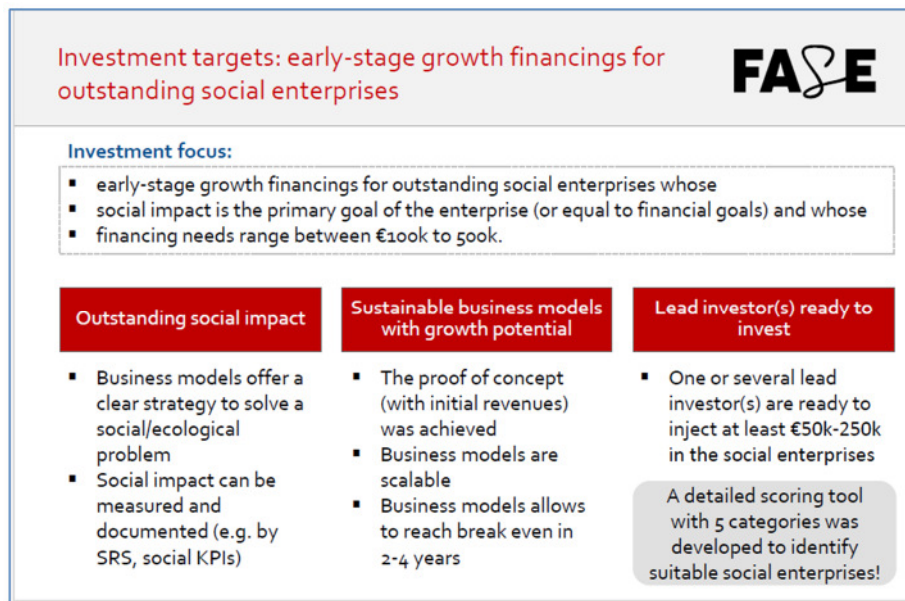 Investment targets: early-stage growth financings for
outstanding social enterprises
FASE
Investment focus:
▪ early-stage growth financings for outstanding social enterprises whose
▪ social impact is the primary goal of the enterprise (or equal to financial goals) and whose
▪ financing needs range between €100k to 500k.
Outstanding social impact
▪ Business models offer a
clear strategy to solve a
social/ecological
problem
▪ Social impact can be
measured and
documented (e.g. by
SRS, social KPIs)
Sustainable business models
with growth potential
▪ The proof of concept
(with initial revenues)
was achieved
▪ Business models are
scalable
▪ Business models allows
to reach break even in
2-4 years
Lead investor(s) ready to
invest
▪ One or several lead
investor(s) are ready to
inject at least €50k-250k
in the social enterprises
A detailed scoring tool
with 5 categories was
developed to identify
suitable social enterprises!